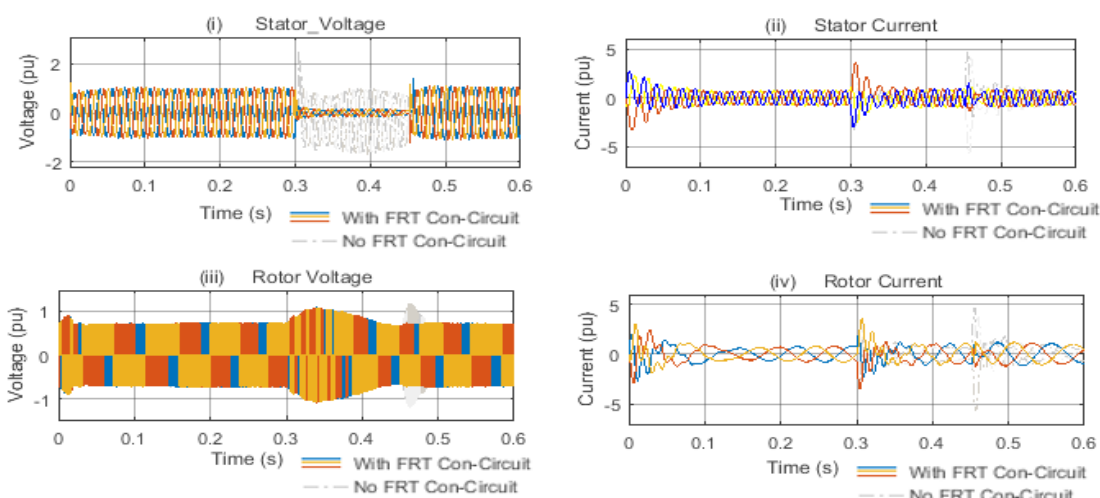 (i) Stator_Voltage
Voltage (pu)
2
0
-2
0 0.1 0.2 0.3 0.4 0.5 0.6
Time (s)
With FRT Con-Circuit
No FRT Con-Circuit
(ii) Stator Current
Current (pu)
5
0
-5
0 0.1 0.2 0.3 0.4 0.5 0.6
Time (s)
With FRT Con-Circuit
No FRT Con-Circuit
(iii) Rotor Voltage
Voltage (pu)
1
0
-1
0 0.1 0.2 0.3 0.4 0.5 0.6
Time (s)
With FRT Con-Circuit
No FRT Con-Circuit
(iv) Rotor Current
Current (pu)
5
0
-5
0 0.1 0.2 0.3 0.4 0.5 0.6
Time (s)
With FRT Con-Circuit
No FRT Con-Circuit